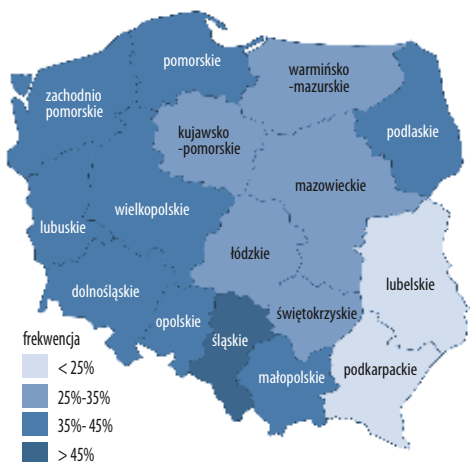 pomorskie
warmińsko
-mazurskie
zachodnio
pomorskie
kujawsko
-pomorskie
podlaskie
mazowieckie
wielkopolskie
lubuskie
łódzkie
lubelskie
dolnośląskie
świętokrzyskie
opolskie
śląskie
małopolskie
podkarpackie
frekwencja
< 25%
25%-35%
35%- 45%
> 45%